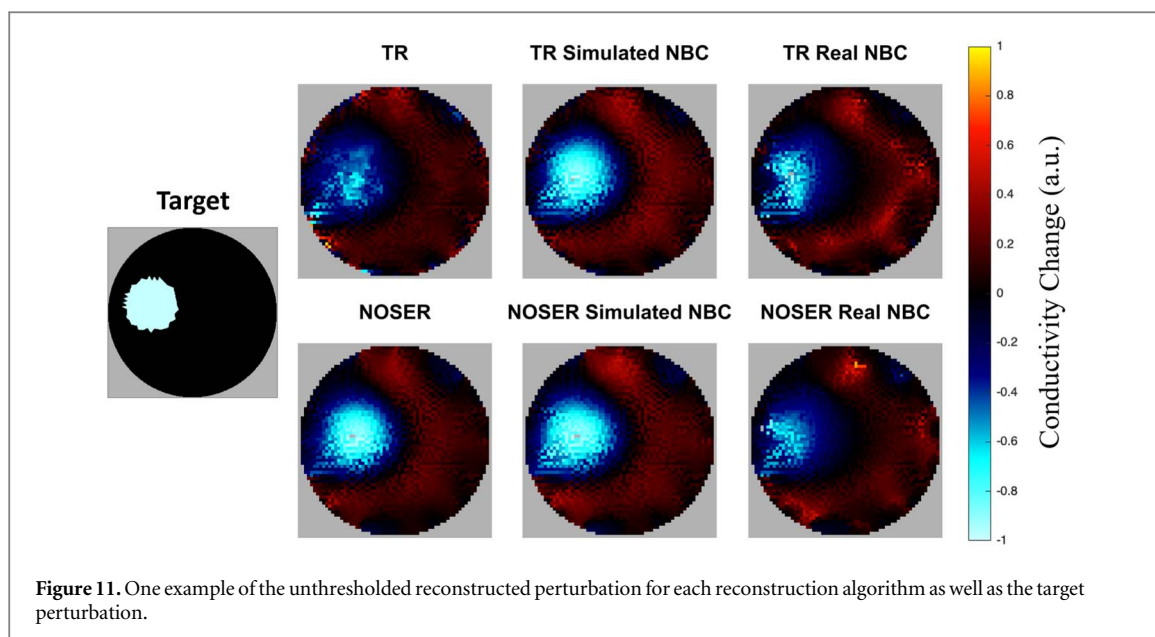 TR
TR Simulated NBC
TR Real NBC
Target
NOSER
NOSER Simulated NBC
NOSER Real NBC
1
0.8
0.6
0.4
0.2
0
-0.2
-0.4
-0.6
-0.8
-1
Conductivity Change (a.u.)
Figure 11. One example of the unthresholded reconstructed perturbation for each reconstruction algorithm as well as the target
perturbation.